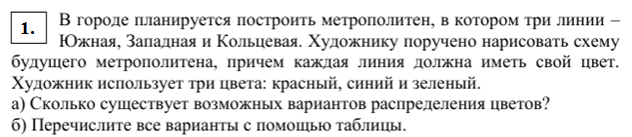 1.
В городе планируется построить метрополитен, в котором три линии –
Южная, Западная и Кольцевая. Художнику поручено нарисовать схему
будущего метрополитена, причем каждая линия должна иметь свой цвет.
Художник использует три цвета: красный, синий и зеленый.
а) Сколько существует возможных вариантов распределения цветов?
б) Перечислите все варианты с помощью таблицы.